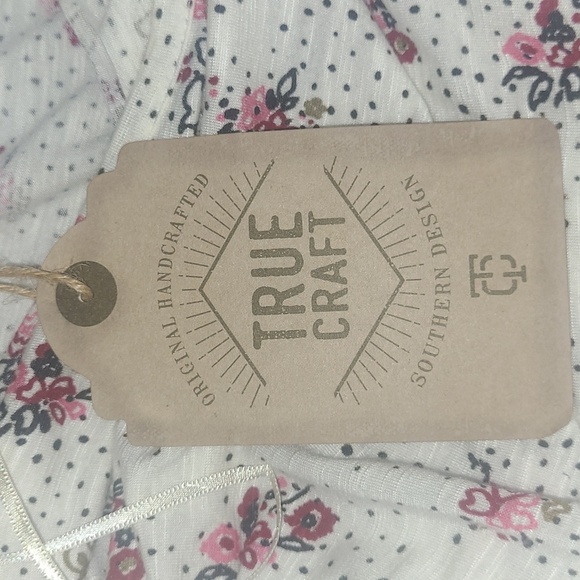 ORIGINAL HANDCRAFTED
TRUE
CRAFT
SOUTHERN DESIGN
TC